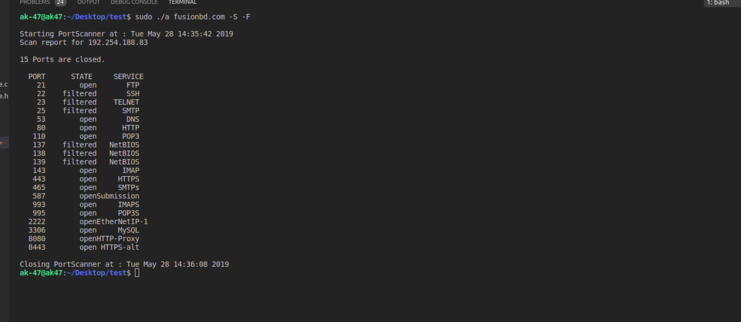 PROBLEMS 24 OUTPUT DEBUG CONSOLE TERMINAL 1: bash
ak-47@ak47:~/Desktop/test$ sudo ./a fusionbd.com -S -F
Starting PortScanner at : Tue May 28 14:35:42 2019
Scan report for 192.254.188.83
15 Ports are closed.
PORT STATE SERVICE
21 open FTP
22 filtered SSH
23 filtered TELNET
25 filtered SMTP
53 open DNS
80 open HTTP
110 open POP3
137 filtered NetBIOS
138 filtered NetBIOS
139 filtered NetBIOS
143 open IMAP
443 open HTTPS
465 open SMTPs
587 openSubmission
993 open IMAPS
995 open POP3S
2222 openEtherNetIP-1
3306 open MySQL
8080 openHTTP-Proxy
8443 open HTTPS-alt
Closing PortScanner at : Tue May 28 14:36:08 2019
ak-47@ak47:~/Desktop/test$
e.c
e.h